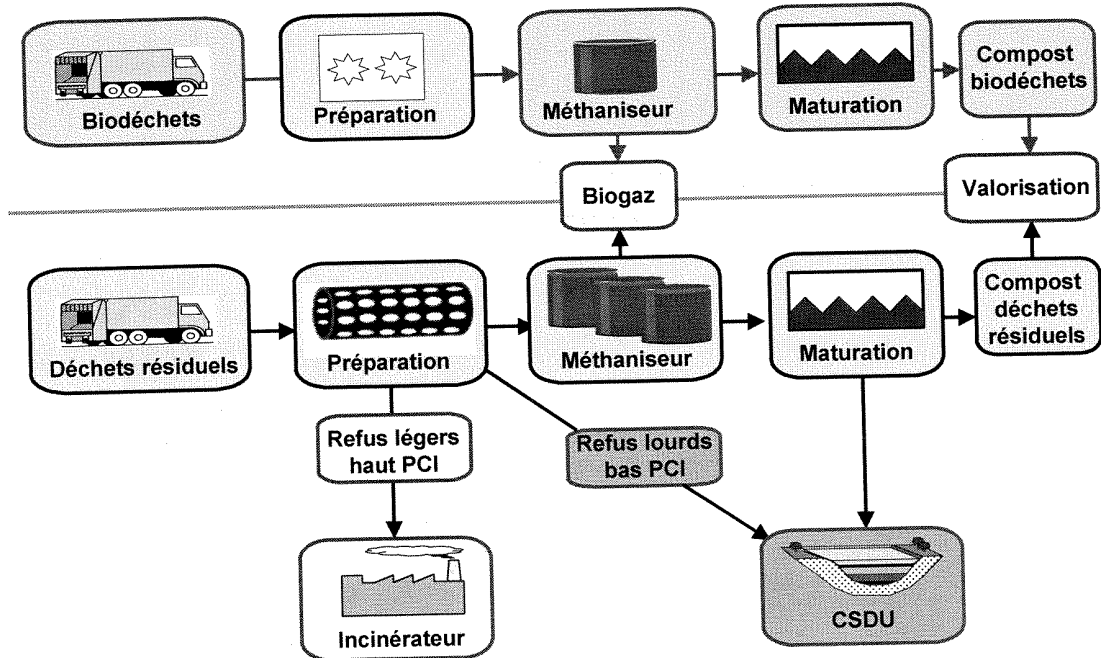 Biodéchets
Préparation
Méthaniseur
Maturation
Compost
biodéchets
Biogaz
Valorisation
Déchets résiduels
Préparation
Méthaniseur
Maturation
Compost
déchets
résiduels
Refus légers
haut PCI
Refus lourds
bas PCI
Incinérateur
CSDU